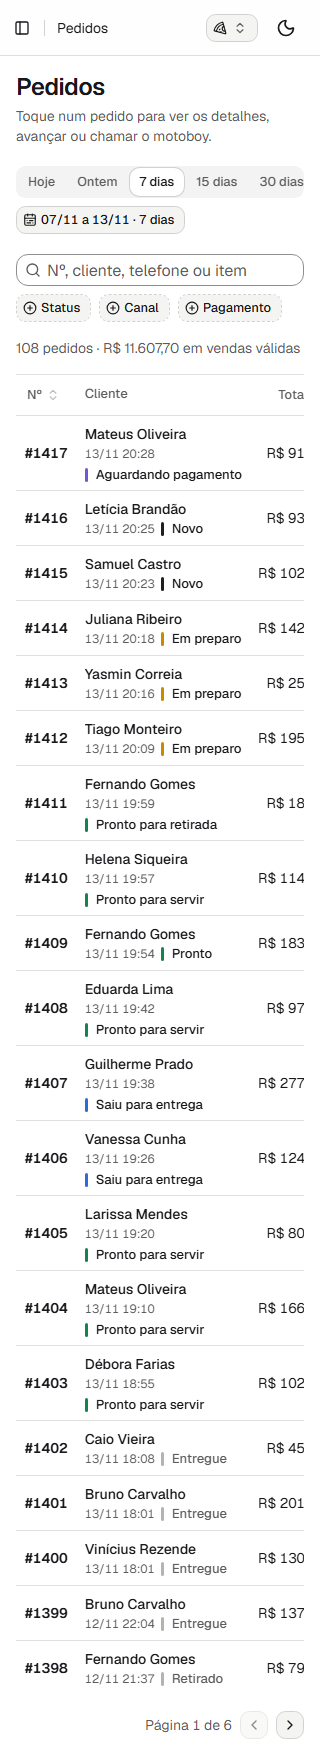 Pedidos
Pedidos
Toque num pedido para ver os detalhes,
avançar ou chamar o motoboy.
Hoje Ontem 7 dias 15 dias 30 dias
07/11 a 13/11 · 7 dias
Nº, cliente, telefone ou item
Status Canal Pagamento
108 pedidos · R$ 11.607,70 em vendas válidas
Nº Cliente Tota
Mateus Oliveira
#1417 13/11 20:28 R$ 91
Aguardando pagamento
Letícia Brandão
#1416 13/11 20:25 Novo R$ 93
Samuel Castro
#1415 13/11 20:23 Novo R$ 102
Juliana Ribeiro
#1414 13/11 20:18 Em preparo R$ 142
Yasmin Correia
#1413 13/11 20:16 Em preparo R$ 25
Tiago Monteiro
#1412 13/11 20:09 Em preparo R$ 195
Fernando Gomes
#1411 13/11 19:59 R$ 18
Pronto para retirada
Helena Siqueira
#1410 13/11 19:57 R$ 114
Pronto para servir
Fernando Gomes
#1409 13/11 19:54 Pronto R$ 183
Eduarda Lima
#1408 13/11 19:42 R$ 97
Pronto para servir
Guilherme Prado
#1407 13/11 19:38 R$ 277
Saiu para entrega
Vanessa Cunha
#1406 13/11 19:26 R$ 124
Saiu para entrega
Larissa Mendes
#1405 13/11 19:20 R$ 80
Pronto para servir
Mateus Oliveira
#1404 13/11 19:10 R$ 166
Pronto para servir
Débora Farias
#1403 13/11 18:55 R$ 102
Pronto para servir
Caio Vieira
#1402 13/11 18:08 Entregue R$ 45
Bruno Carvalho
#1401 13/11 18:01 Entregue R$ 201
Vinícius Rezende
#1400 13/11 18:01 Entregue R$ 130
Bruno Carvalho
#1399 12/11 22:04 Entregue R$ 137
Fernando Gomes
#1398 12/11 21:37 Retirado R$ 79
Página 1 de 6